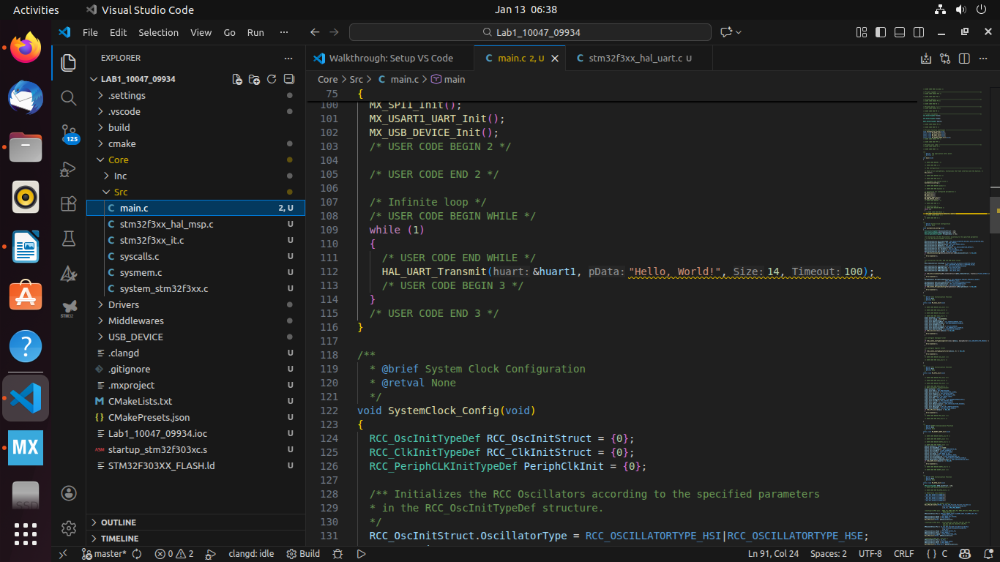 Activities
Visual Studio Code
Jan 13 06:38
File Edit Selection View Go Run ···
Lab1_10047_09934
EXPLORER
LAB1_10047_09934
.settings
.vscode
build
cmake
Core
Inc
Src
C main.c 2, U
C stm32f3xx_hal_msp.c U
C stm32f3xx_it.c U
C syscalls.c U
C sysmem.c U
C system_stm32f3xx.c U
Drivers
Middlewares
USB_DEVICE
.clangd U
.gitignore U
.mxproject U
CMakeLists.txt U
{ } CMakePresets.json U
Lab1_10047_09934.ioc U
ASM startup_stm32f303xc.s U
STM32F303XX_FLASH.ld U
OUTLINE
TIMELINE
125
STM32
MX
SSD
Walkthrough: Setup VS Code
C main.c 2, U
C stm32f3xx_hal_uart.c U
Core > Src > C main.c > main
75 {
100 MX_SPI1_Init();
101 MX_USART1_UART_Init();
102 MX_USB_DEVICE_Init();
103 /* USER CODE BEGIN 2 */
104
105 /* USER CODE END 2 */
106
107 /* Infinite loop */
108 /* USER CODE BEGIN WHILE */
109 while (1)
110 {
111 /* USER CODE END WHILE */
112 HAL_UART_Transmit(huart: &huart1, pData: "Hello, World!", Size: 14, Timeout: 100);
113 /* USER CODE BEGIN 3 */
114 }
115 /* USER CODE END 3 */
116 }
117
118 /**
119 * @brief System Clock Configuration
120 * @retval None
121 */
122 void SystemClock_Config(void)
123 {
124 RCC_OscInitTypeDef RCC_OscInitStruct = {0};
125 RCC_ClkInitTypeDef RCC_ClkInitStruct = {0};
126 RCC_PeriphCLKInitTypeDef PeriphClkInit = {0};
127
128 /** Initializes the RCC Oscillators according to the specified parameters
129 * in the RCC_OscInitTypeDef structure.
130 */
131 RCC_OscInitStruct.OscillatorType = RCC_OSCILLATORTYPE_HSI|RCC_OSCILLATORTYPE_HSE;
master* 0 2 clangd: idle Build Ln 91, Col 24 Spaces: 2 UTF-8 CRLF { } C